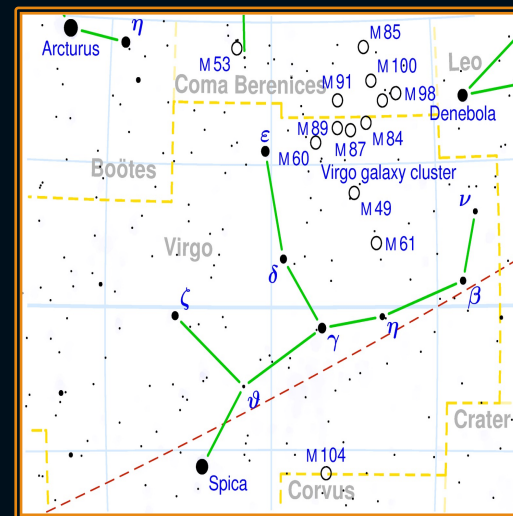 η
Arcturus
M 85
M 53
Leo
M 100
Coma Berenices
M 91
M 98
Denebola
ε
M 89
M 84
M 87
M 60
Virgo galaxy cluster
Boötes
ν
M 49
Virgo
M 61
δ
ζ
β
γ
η
ϑ
Crater
M 104
Spica
Corvus